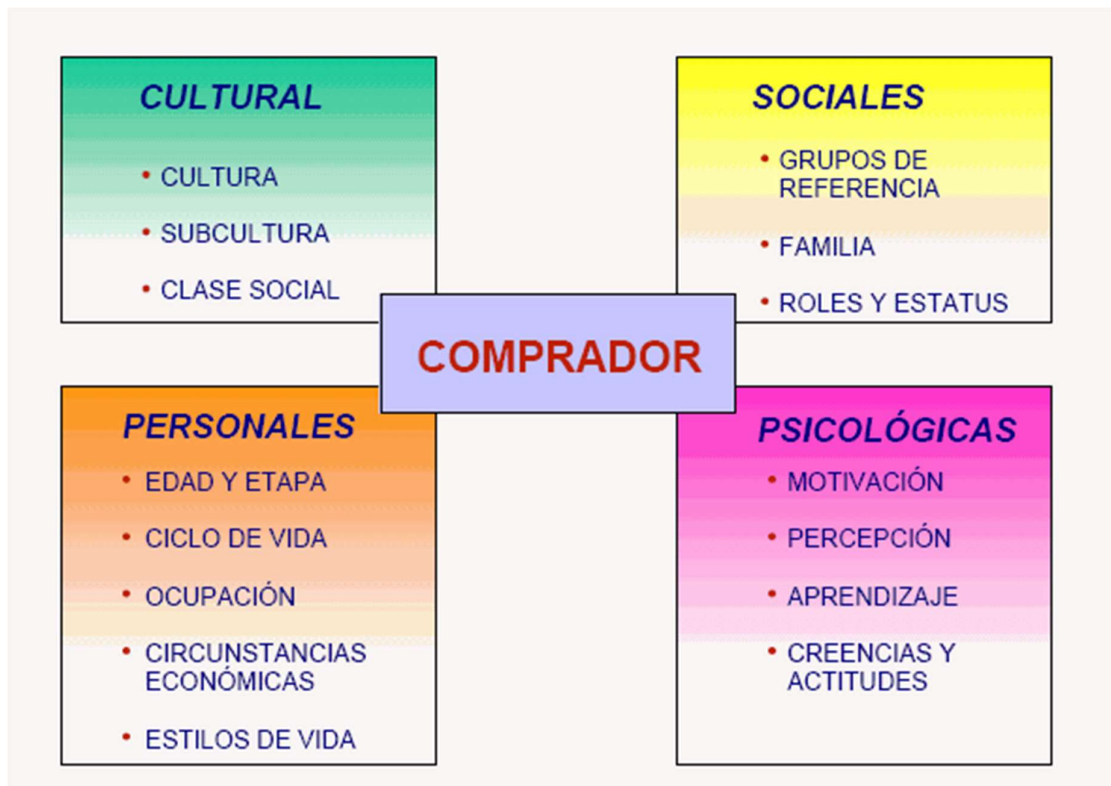 CULTURAL
• CULTURA
• SUBCULTURA
• CLASE SOCIAL
SOCIALES
• GRUPOS DE
REFERENCIA
• FAMILIA
• ROLES Y ESTATUS
COMPRADOR
PERSONALES
• EDAD Y ETAPA
• CICLO DE VIDA
• OCUPACIÓN
• CIRCUNSTANCIAS
ECONÓMICAS
• ESTILOS DE VIDA
PSICOLÓGICAS
• MOTIVACIÓN
• PERCEPCIÓN
• APRENDIZAJE
• CREENCIAS Y
ACTITUDES